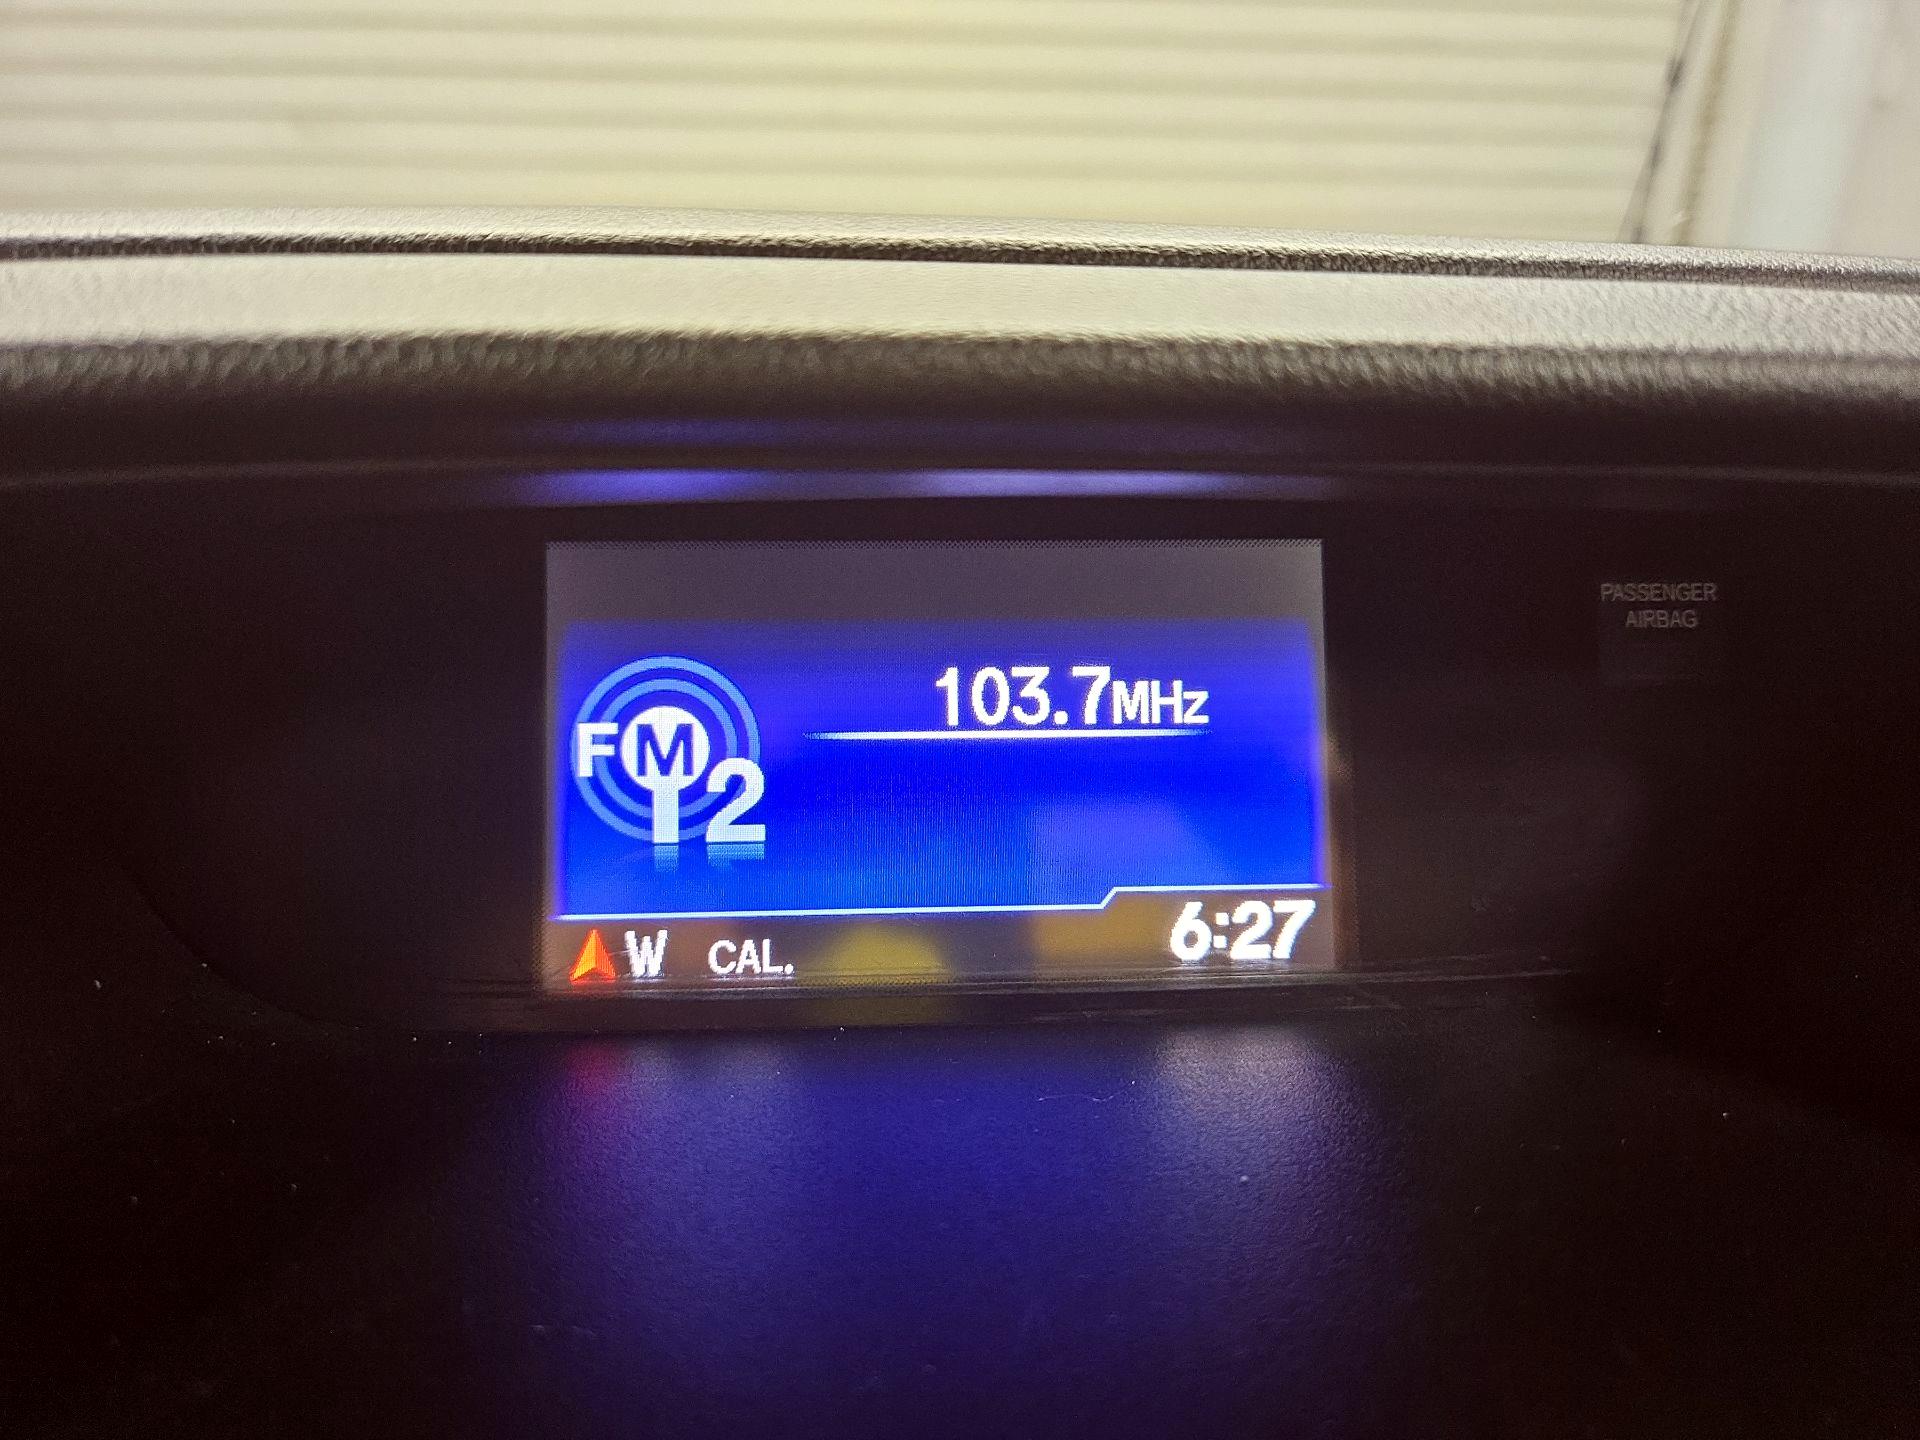 103.7MHz
FM 2
W CAL.
6:27
PASSENGER
AIRBAG